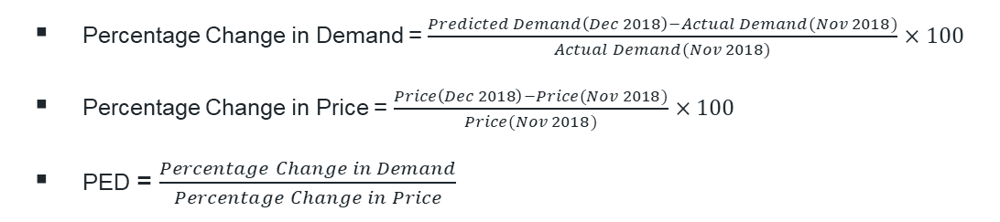 ▪ Percentage Change in Demand = \frac{Predicted Demand(Dec 2018)−Actual Demand(Nov 2018)}{Actual Demand(Nov 2018)} × 100
▪ Percentage Change in Price = \frac{Price(Dec 2018)−Price(Nov 2018)}{Price(Nov 2018)} × 100
▪ PED = \frac{Percentage Change in Demand}{Percentage Change in Price}